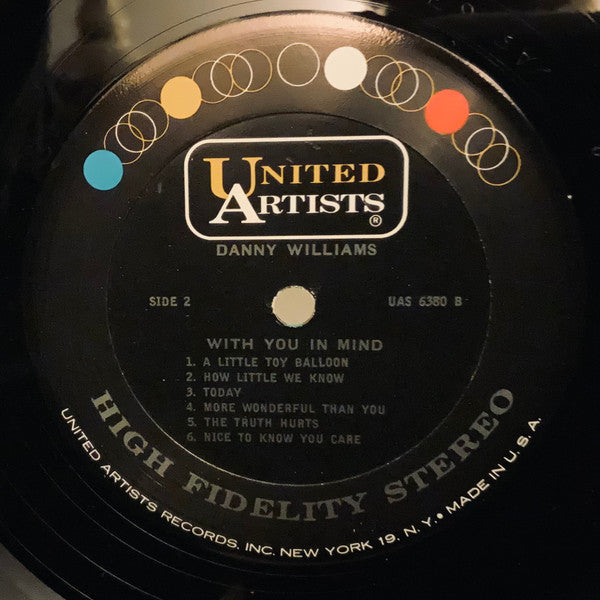 UNITED
ARTISTS
®
DANNY WILLIAMS
SIDE 2
UAS 6380 B
WITH YOU IN MIND
1. A LITTLE TOY BALLOON
2. HOW LITTLE WE KNOW
3. TODAY
4. MORE WONDERFUL THAN YOU
5. THE TRUTH HURTS
6. NICE TO KNOW YOU CARE
HIGH FIDELITY STEREO
UNITED ARTISTS RECORDS, INC. NEW YORK 19, N.Y. • MADE IN U.S.A.